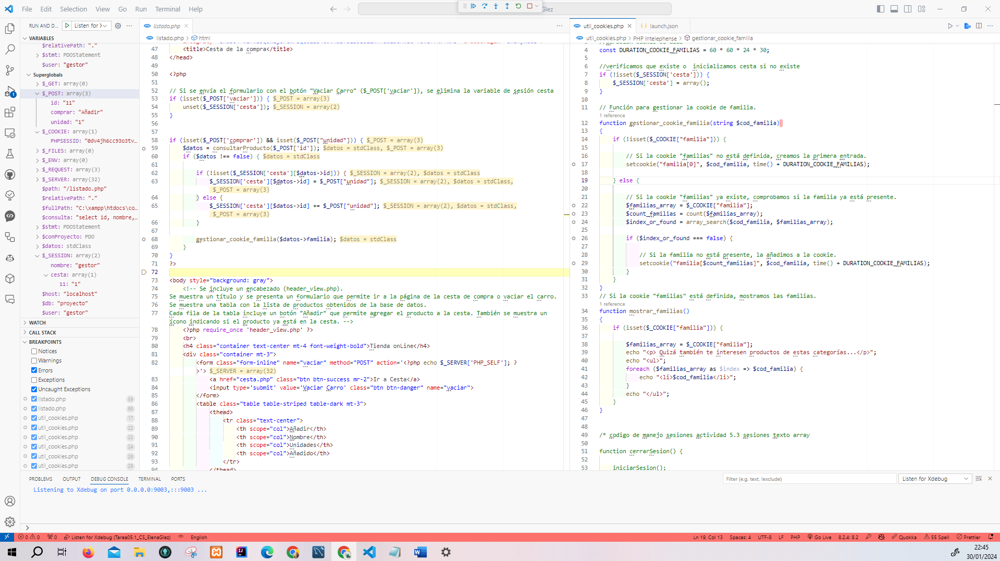 File Edit Selection View Go Run Terminal Help
Glez
RUN AND D... Listen for X
VARIABLES
$relativePath: "."
$stmt: PDOStatement
$user: "gestor"
Superglobals
$_GET: array(0)
$_POST: array(3)
id: "11"
comprar: "Añadir"
unidad: "1"
$_COOKIE: array(1)
PHPSESSID: "0dv4jh6cc93o3tv...
$_FILES: array(0)
$_ENV: array(0)
$_REQUEST: array(3)
$_SERVER: array(32)
$path: "/listado.php"
$relativePath: "."
$fullPath: "C:\xampp\htdocs\co...
$consulta: "select id, nombre,...
$stmt: PDOStatement
$conProyecto: PDO
$datos: stdClass
$_SESSION: array(2)
nombre: "gestor"
cesta: array(1)
11: "1"
$host: "localhost"
$db: "proyecto"
$user: "gestor"
WATCH
CALL STACK
BREAKPOINTS
Notices
Warnings
Errors
Exceptions
Uncaught Exceptions
listado.php 59
listado.php 68
util_cookies.php 17
util_cookies.php 22
util_cookies.php 23
util_cookies.php 24
util_cookies.php 26
util_cookies.php 29
listado.php
listado.php > html
47 <title>Cesta de la compra</title>
48 </head>
49
50 <?php
51
52 // Si se envía el formulario con el botón "Vaciar Carro" ($_POST['vaciar']), se elimina la variable de sesión cesta
53 if (isset($_POST['vaciar'])) { $_POST = array(3)
54 unset($_SESSION['cesta']); $_SESSION = array(2)
55 }
56
57
58 if (isset($_POST['comprar']) && isset($_POST["unidad"])) { $_POST = array(3)
59 $datos = consultarProducto($_POST['id']); $datos = stdClass, $_POST = array(3)
60 if ($datos !== false) { $datos = stdClass
61
62 if (!isset($_SESSION['cesta'][$datos->id])) { $_SESSION = array(2), $datos = stdClass
63 $_SESSION['cesta'][$datos->id] = $_POST["unidad"]; $_SESSION = array(2), $datos = stdClass,
$_POST = array(3)
64 } else {
65 $_SESSION['cesta'][$datos->id] += $_POST["unidad"]; $_SESSION = array(2), $datos = stdClass,
$_POST = array(3)
66 }
67
68 gestionar_cookie_familia($datos->familia); $datos = stdClass
69 }
70 }
71 ?>
72
73 <body style="background: gray">
74 <!-- Se incluye un encabezado (header_view.php).
75 Se muestra un título y se presenta un formulario que permite ir a la página de la cesta de compra o vaciar el carro.
76 Se muestra una tabla con la lista de productos obtenidos de la base de datos.
77 Cada fila de la tabla incluye un botón "Añadir" que permite agregar el producto a la cesta. También se muestra un
ícono indicando si el producto ya está en la cesta. -->
78 <?php require_once 'header_view.php' ?>
79 <br>
80 <h4 class="container text-center mt-4 font-weight-bold">Tienda onLine</h4>
81 <div class="container mt-3">
82 <form class="form-inline" name="vaciar" method="POST" action='<?php echo $_SERVER['PHP_SELF']; ?
>'> $_SERVER = array(32)
83 <a href="cesta.php" class="btn btn-success mr-2">Ir a Cesta</a>
84 <input type='submit' value='Vaciar Carro' class="btn btn-danger" name="vaciar">
85 </form>
86 <table class="table table-striped table-dark mt-3">
87 <thead>
88 <tr class="text-center">
89 <th scope="col">Añadir</th>
90 <th scope="col">Nombre</th>
91 <th scope="col">Unidades</th>
92 <th scope="col">Añadido</th>
93 </tr>
94 </thead>
util_cookies.php launch.json
util_cookies.php > PHP Intelephense > gestionar_cookie_familia
4 const DURATION_COOKIE_FAMILIAS = 60 * 60 * 24 * 30;
5
6 //verificamos que existe o inicializamos cesta si no existe
7 if (!isset($_SESSION['cesta'])) {
8 $_SESSION['cesta'] = array();
9 }
10
11 // Función para gestionar la cookie de familia.
1 reference
12 function gestionar_cookie_familia(string $cod_familia)
13 {
14 if (!isset($_COOKIE["familia"])) {
15
16 // Si la cookie "familias" no está definida, creamos la primera entrada.
17 setcookie("familia[0]", $cod_familia, time() + DURATION_COOKIE_FAMILIAS);
18
19 } else {
20
21 // Si la cookie "familias" ya existe, comprobamos si la familia ya está presente.
22 $familias_array = $_COOKIE["familia"];
23 $count_familias = count($familias_array);
24 $index_or_found = array_search($cod_familia, $familias_array);
25
26 if ($index_or_found === false) {
27
28 // Si la familia no está presente, la añadimos a la cookie.
29 setcookie("familia[$count_familias]", $cod_familia, time() + DURATION_COOKIE_FAMILIAS);
30 }
31 }
32 }
33 // Si la cookie "familias" está definida, mostramos las familias.
1 reference
34 function mostrar_familias()
35 {
36 if (isset($_COOKIE["familia"])) {
37
38 $familias_array = $_COOKIE["familia"];
39 echo "<p> Quizá también te interesen productos de estas categorías...</p>";
40 echo "<ul>";
41 foreach ($familias_array as $index => $cod_familia) {
42 echo "<li>$cod_familia</li>";
43 }
44 echo "</ul>";
45 }
46 }
47
48
49 /* codigo de manejo sesiones actividad 5.3 sesiones texto array
50
51 function cerrarSesion() {
52
53 iniciarSesion();
PROBLEMS OUTPUT DEBUG CONSOLE TERMINAL PORTS
Filter (e.g. text, !exclude) Listen for Xdebug
Listening to Xdebug on port 0.0.0.0:9003,:::9003 ...
0 0 0 Listen for Xdebug (Tarea05.1_CS_ElenaGlez) English
Ln 19, Col 13 Spaces: 4 UTF-8 LF PHP Go Live 8.2.4: 8.2 Quokka 55 Spell Prettier
22:45
30/01/2024